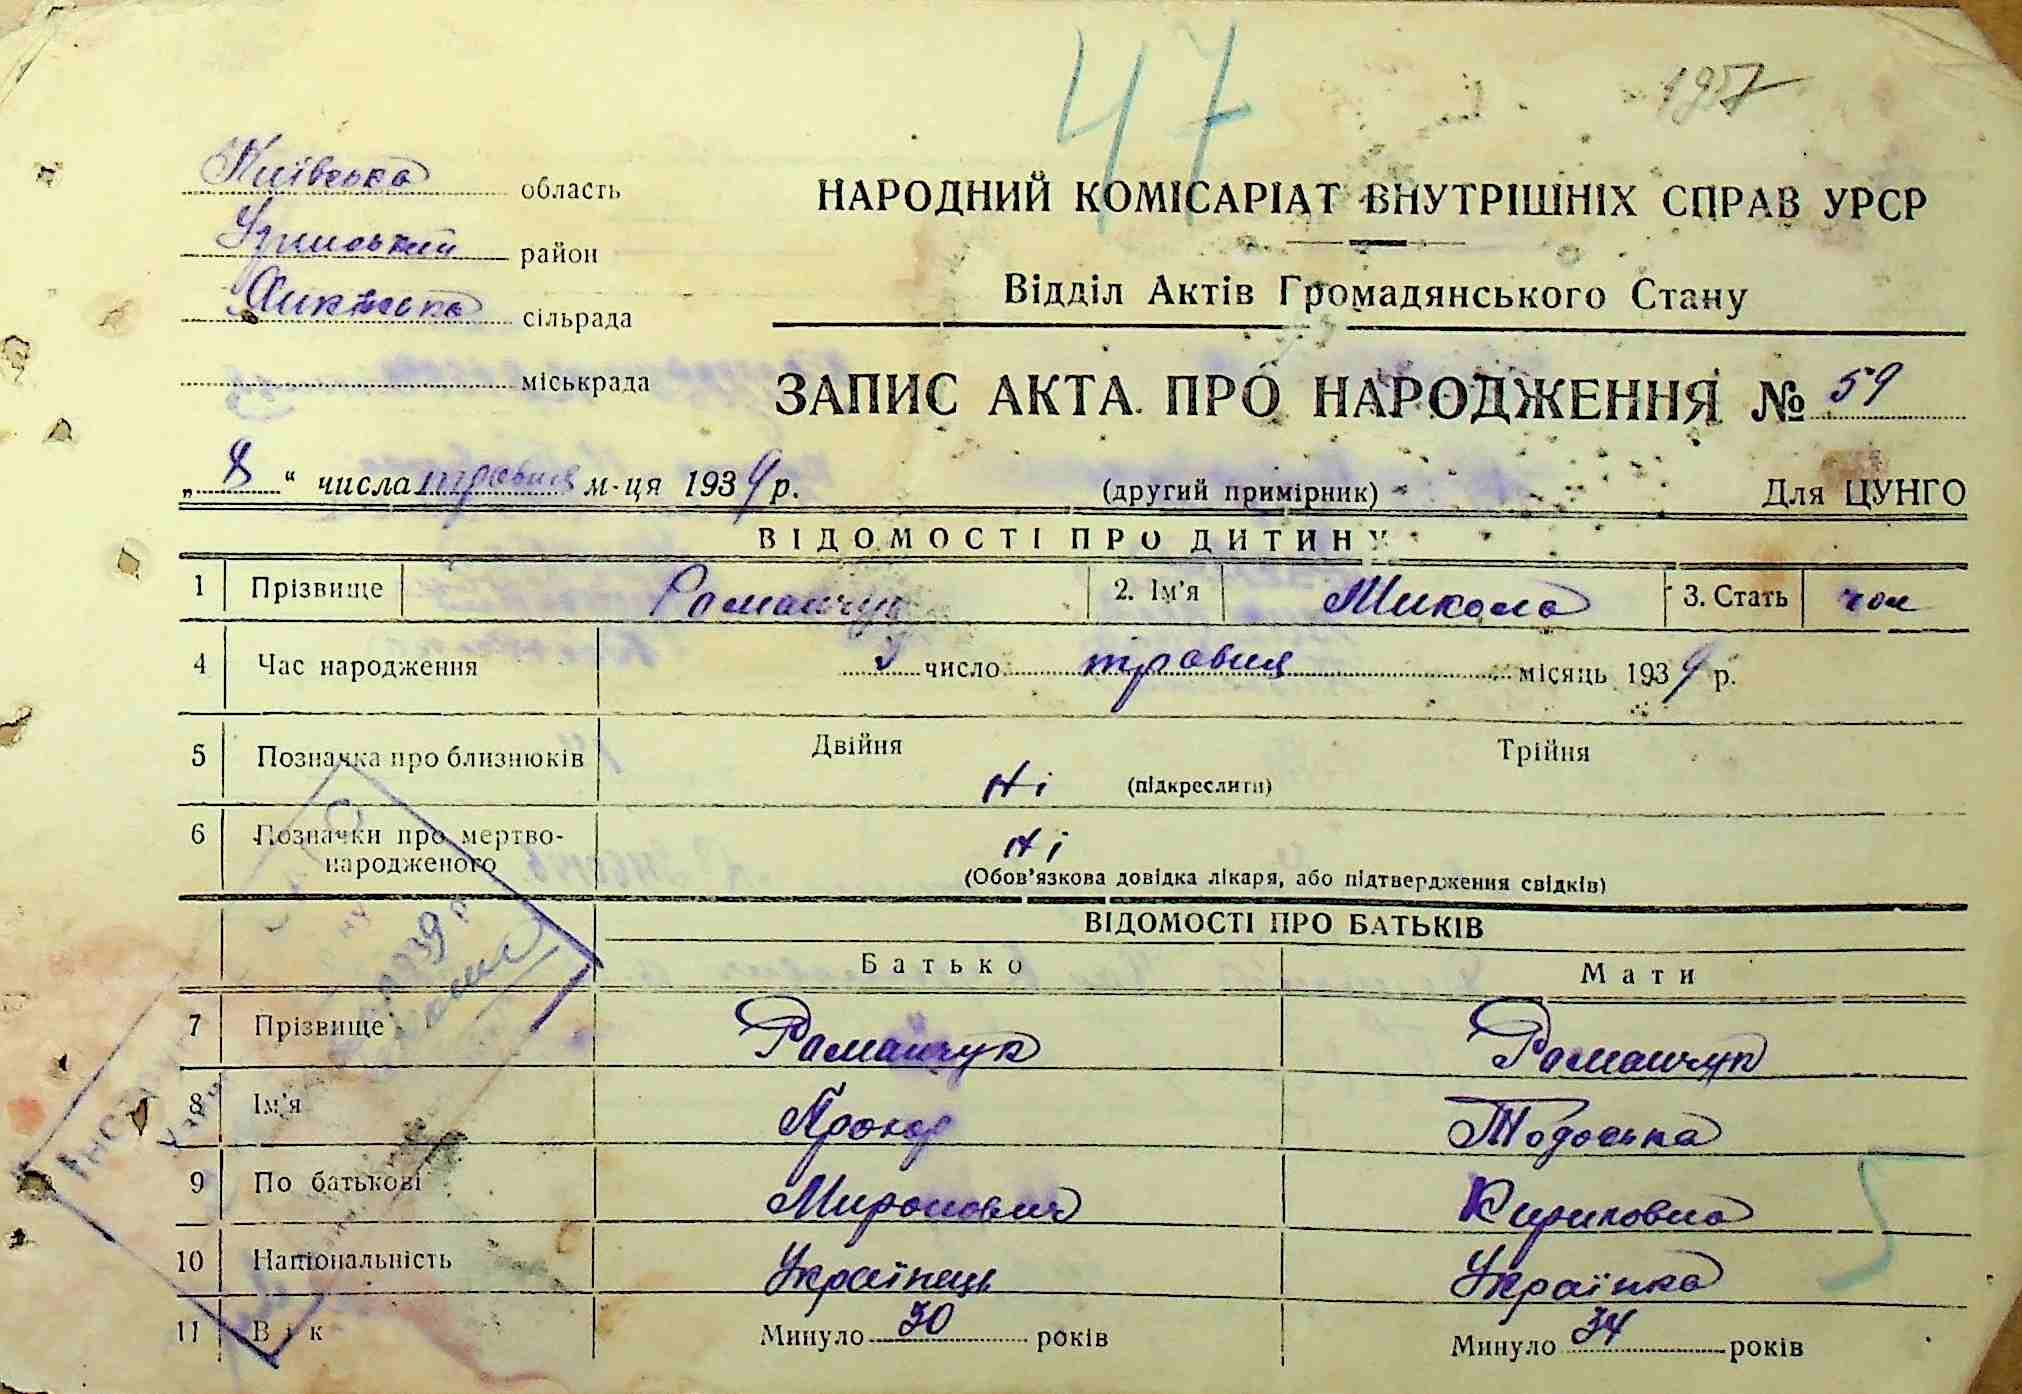 47
1957
Київська область
район
сільрада
міськрада
НАРОДНИЙ КОМІСАРІАТ ВНУТРІШНІХ СПРАВ УРСР
Відділ Актів Громадянського Стану
ЗАПИС АКТА ПРО НАРОДЖЕННЯ № 59
„8“ числа травня м-ця 1939 р. (другий примірник) Для ЦУНГО
ВІДОМОСТІ ПРО ДИТИНУ
1 Прізвище Романчук 2. Ім'я Микола 3. Стать чол
4 Час народження число травня місяць 1939 р.
5 Позначка про близнюків Двійня Трійня
Ні (підкреслити)
6 Позначки про мертво-
народженого Ні
(Обов'язкова довідка лікаря, або підтвердження свідків)
ВІДОМОСТІ ПРО БАТЬКІВ
Батько Мати
7 Прізвище Романчук Романчук
8 Ім'я Прокор Тодоська
9 По батькові Миронович Кириловна
10 Національність Українець Українка
11 Вік Минуло 30 років Минуло 34 років
5